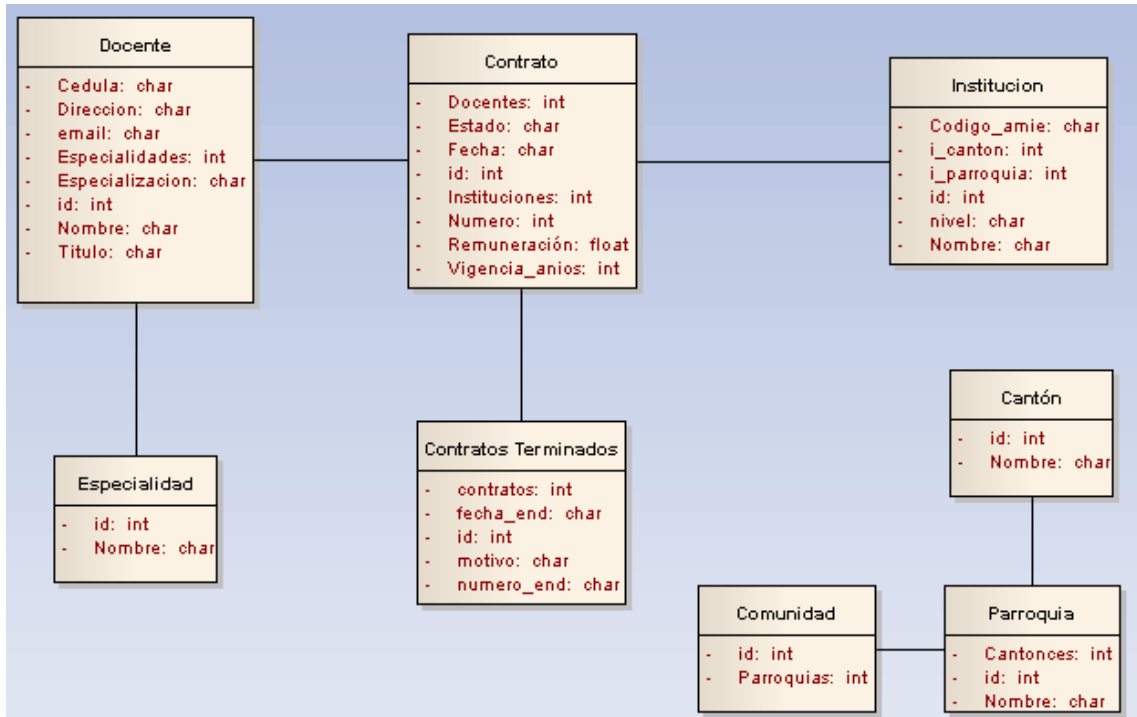 Docente
- Cedula: char
- Direccion: char
- email: char
- Especialidades: int
- Especializacion: char
- id: int
- Nombre: char
- Titulo: char
Contrato
- Docentes: int
- Estado: char
- Fecha: char
- id: int
- Instituciones: int
- Numero: int
- Remuneración: float
- Vigencia_anios: int
Institucion
- Codigo_amie: char
- i_canton: int
- i_parroquia: int
- id: int
- nivel: char
- Nombre: char
Especialidad
- id: int
- Nombre: char
Contratos Terminados
- contratos: int
- fecha_end: char
- id: int
- motivo: char
- numero_end: char
Cantón
- id: int
- Nombre: char
Comunidad
- id: int
- Parroquias: int
Parroquia
- Cantonces: int
- id: int
- Nombre: char